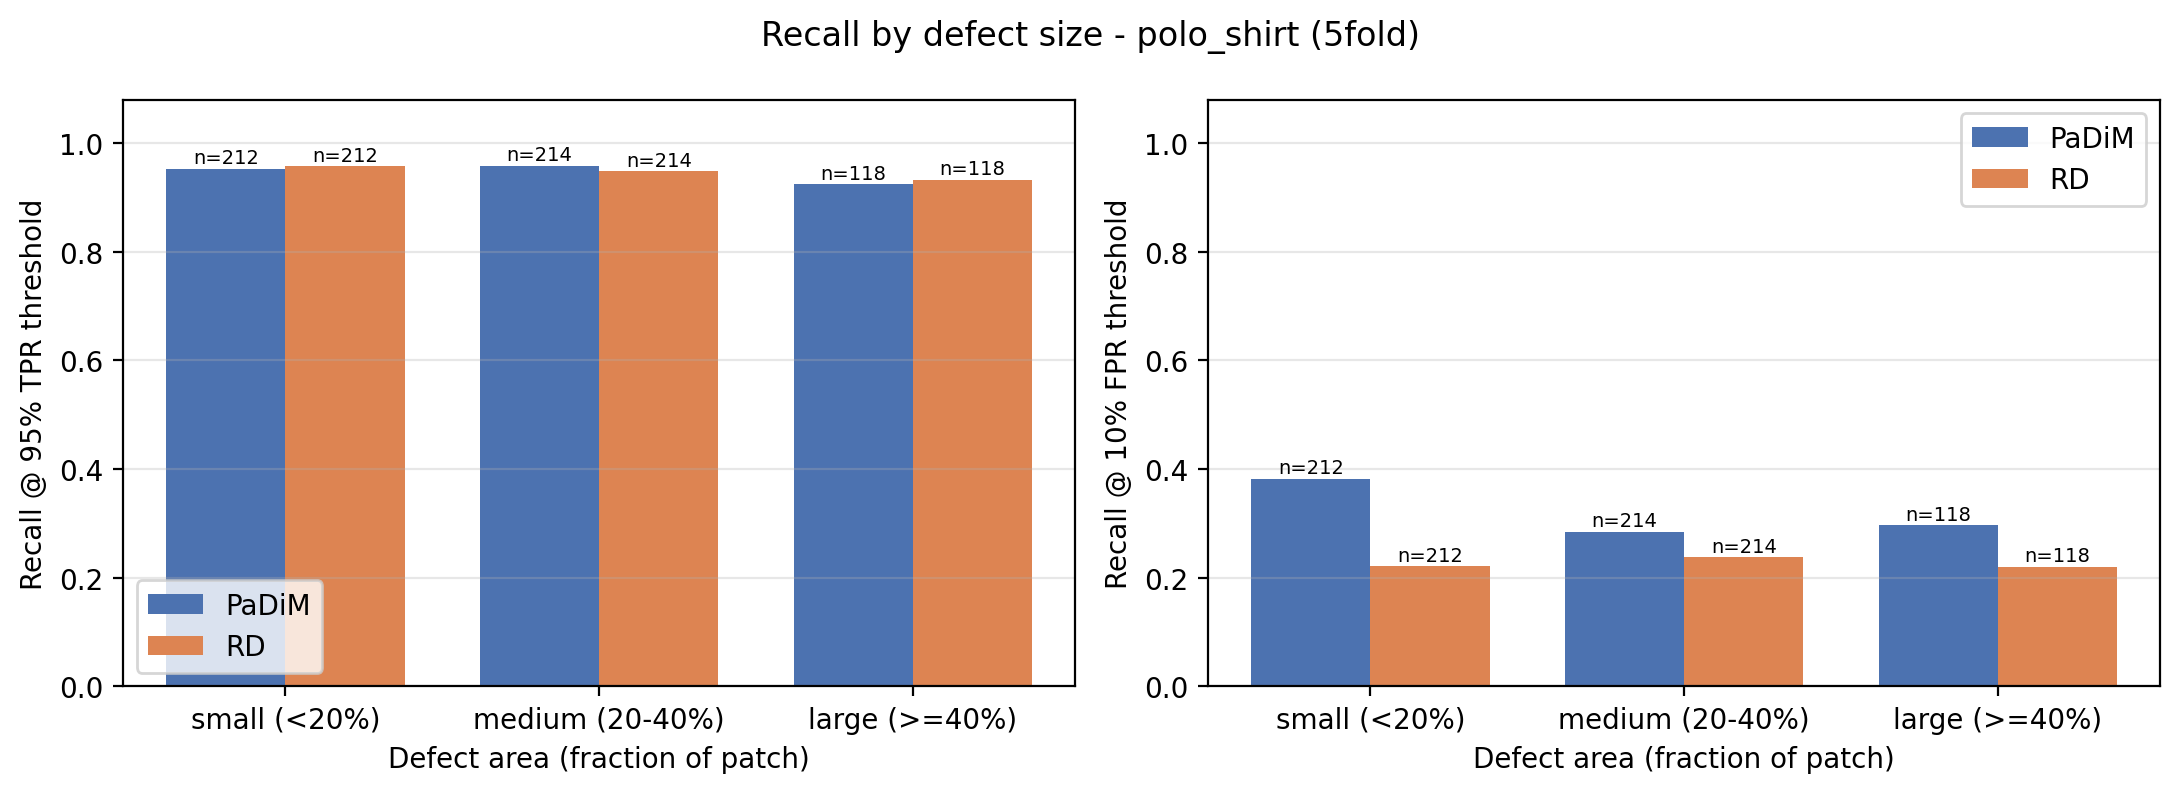 Recall by defect size - polo_shirt (5fold)
Recall @ 95% TPR threshold
1.0
0.8
0.6
0.4
0.2
0.0
n=212
n=212
n=214
n=214
n=118
n=118
PaDiM
RD
small (<20%)
medium (20-40%)
large (>=40%)
Defect area (fraction of patch)
Recall @ 10% FPR threshold
1.0
0.8
0.6
0.4
0.2
0.0
PaDiM
RD
n=212
n=212
n=214
n=214
n=118
n=118
small (<20%)
medium (20-40%)
large (>=40%)
Defect area (fraction of patch)